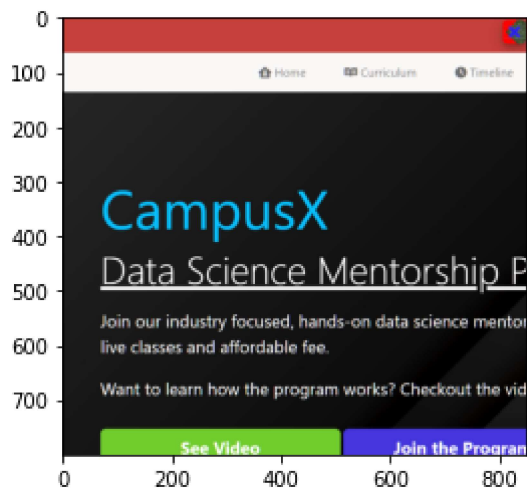 0
100
Home Curriculum Timeline
200
300
CampusX
400
Data Science Mentorship P
500
Join our industry focused, hands-on data science mentor
600
live classes and affordable fee.
700
Want to learn how the program works? Checkout the vid
See Video Join the Program
0 200 400 600 800